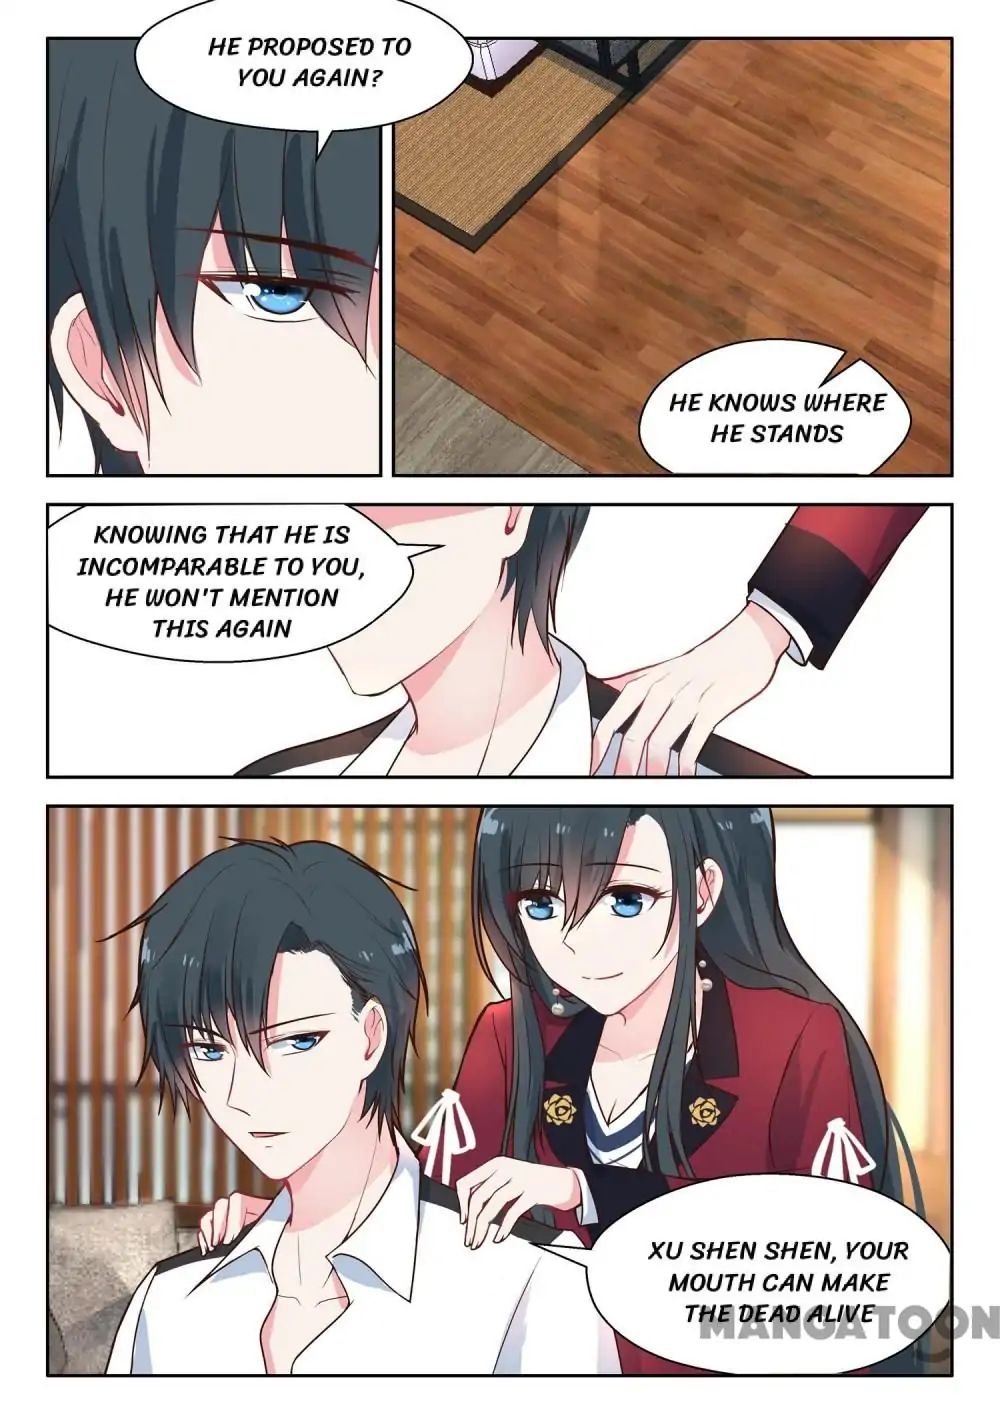 HE PROPOSED TO
YOU AGAIN?
HE KNOWS WHERE
HE STANDS
KNOWING THAT HE IS
INCOMPARABLE TO YOU,
HE WON'T MENTION
THIS AGAIN
XU SHEN SHEN, YOUR
MOUTH CAN MAKE
THE DEAD ALIVE
MANGATOON